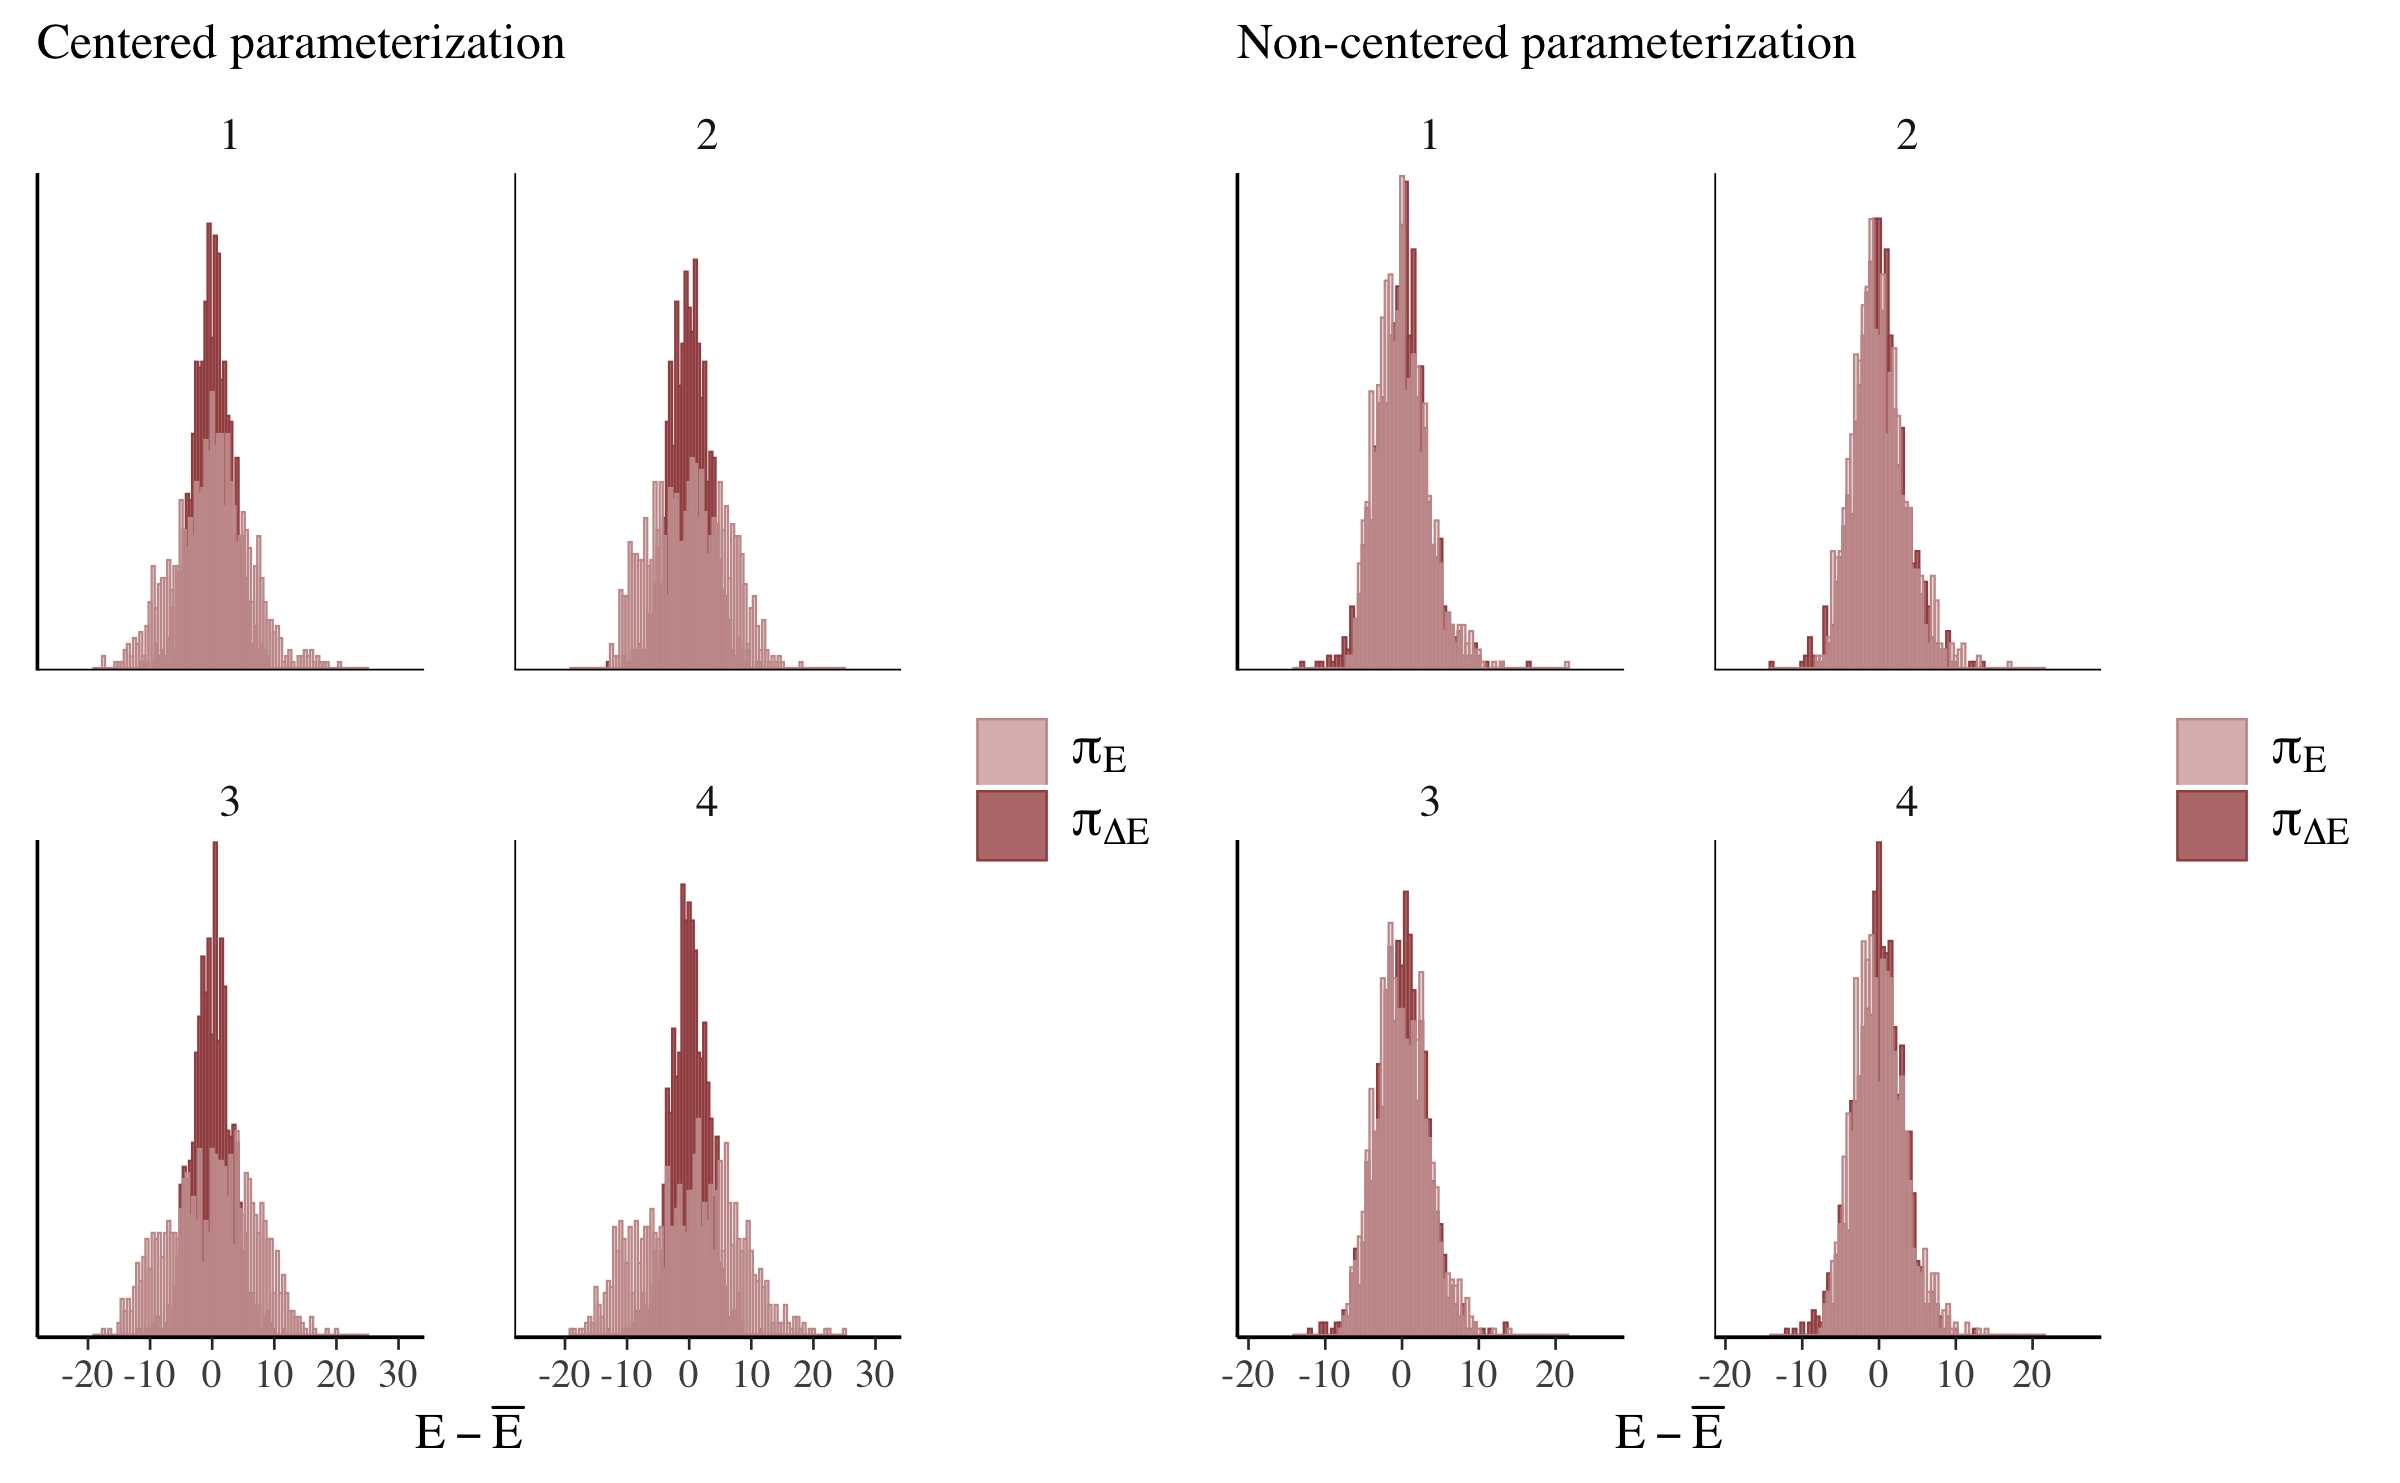 Centered parameterization
1 2
π_E
π_ΔE
3 4
-20 -10 0 10 20 30 -20 -10 0 10 20 30
E – E̅
Non-centered parameterization
1 2
π_E
π_ΔE
3 4
-20 -10 0 10 20 -20 -10 0 10 20
E – E̅